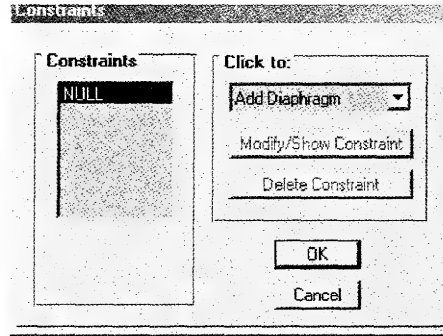 Constraints
Constraints
NULL
Click to:
Add Diaphragm
Modify/Show Constraint
Delete Constraint
OK
Cancel